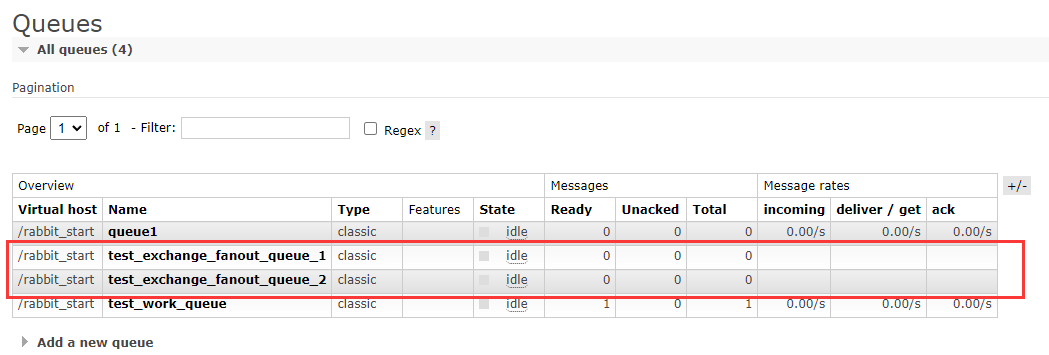 Queues
All queues (4)
Pagination
Page 1 of 1 - Filter: Regex ?
Overview Messages Message rates +/-
Virtual host Name Type Features State Ready Unacked Total incoming deliver / get ack
/rabbit_start queue1 classic idle 0 0 0 0.00/s 0.00/s 0.00/s
/rabbit_start test_exchange_fanout_queue_1 classic idle 0 0 0
/rabbit_start test_exchange_fanout_queue_2 classic idle 0 0 0
/rabbit_start test_work_queue classic idle 1 0 1 0.00/s 0.00/s 0.00/s
Add a new queue